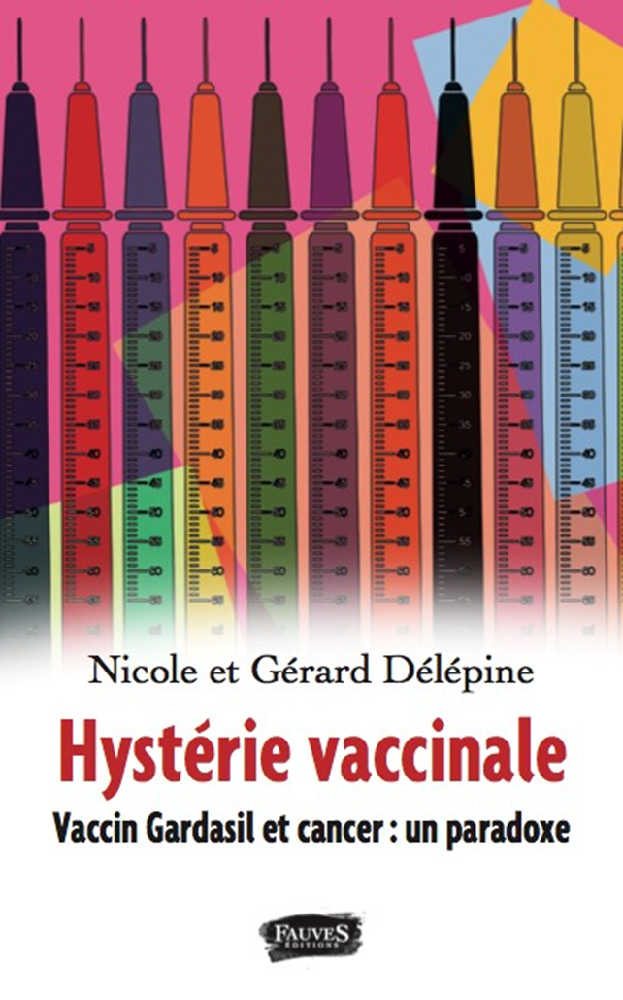 Nicole et Gérard Délépine
Hystérie vaccinale
Vaccin Gardasil et cancer : un paradoxe
FAUVES
ÉDITIONS